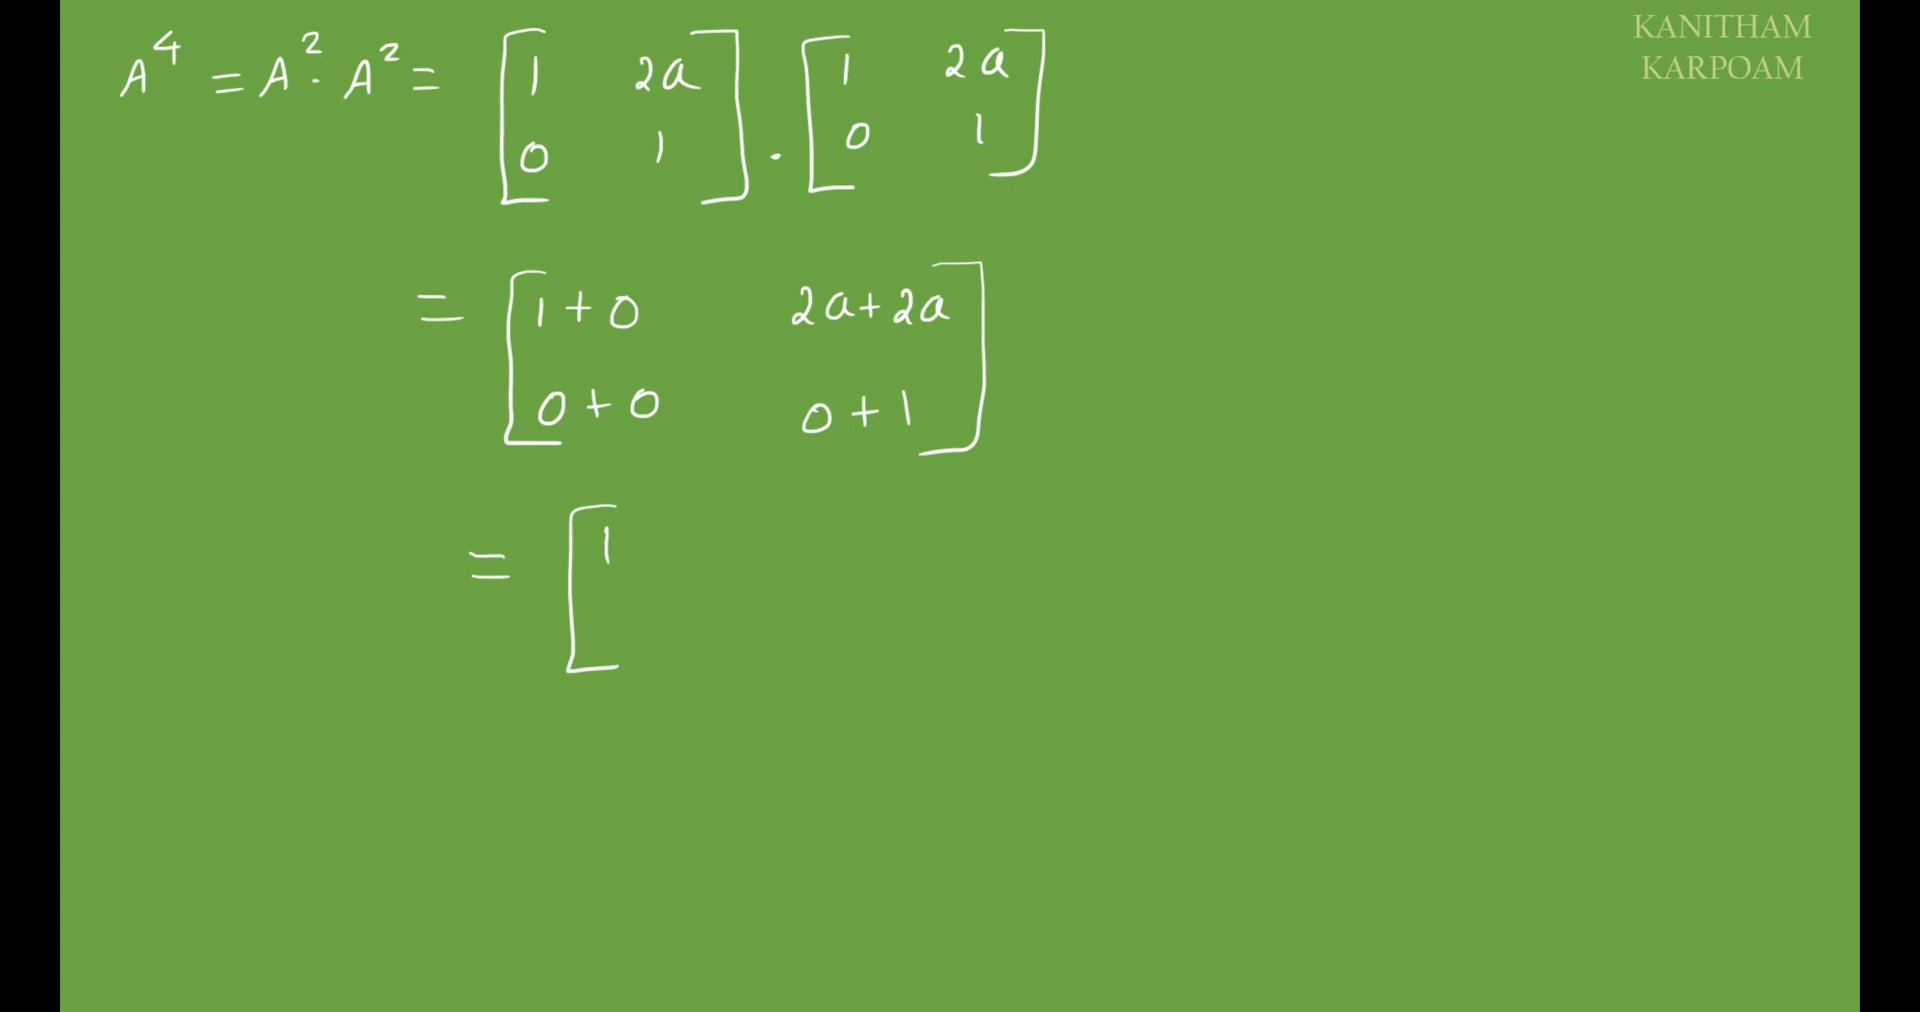 KANITHAM
KARPOAM
A⁴ = A² · A² = [1 2a
0 1] · [1 2a
0 1]
= [1 + 0 2a + 2a
0 + 0 0 + 1]
= [1